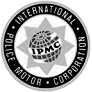 INTERNATIONAL
IPMC
POLICE MOTOR CORPORATION